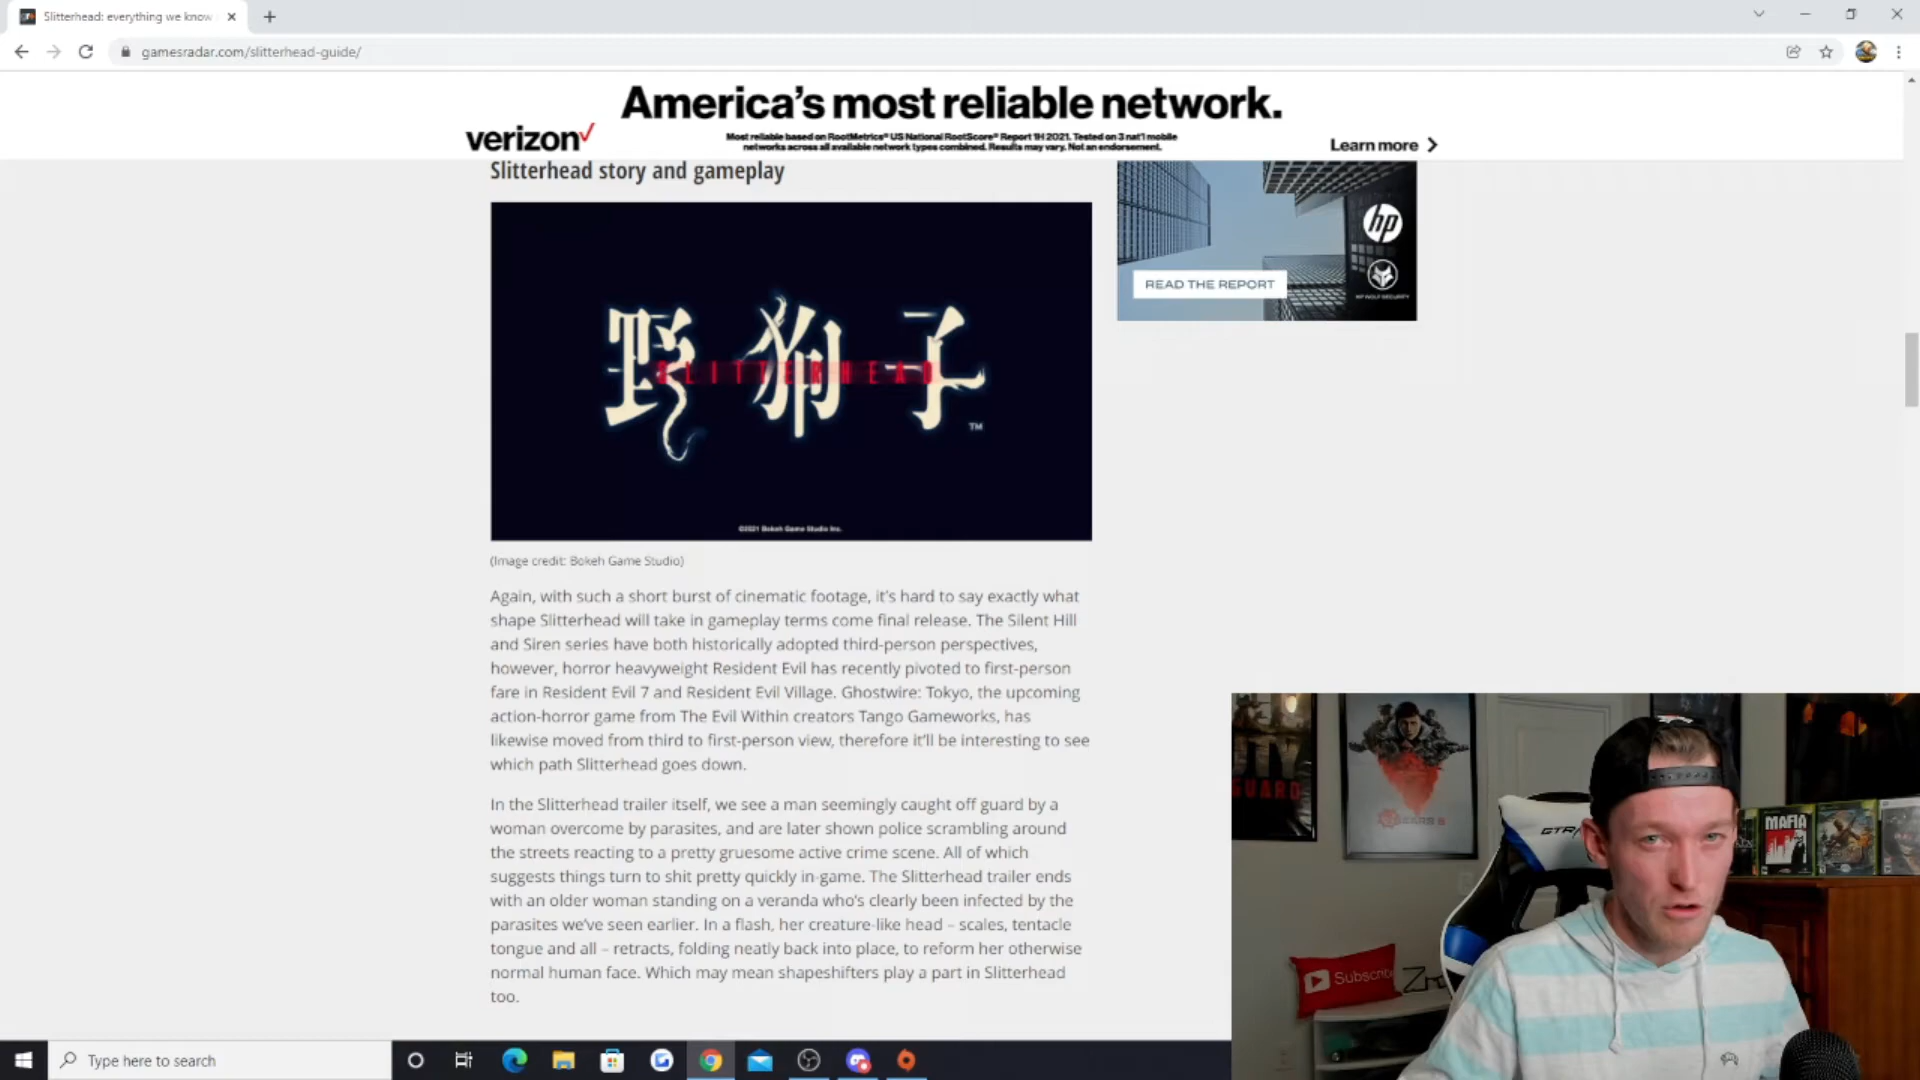 Slitterhead: everything we know
gamesradar.com/slitterhead-guide/
America's most reliable network.
verizon
Most reliable based on RootMetrics® US National RootScore® Report 1H 2021. Tested on 3 nat'l mobile
networks across all available network types combined. Results may vary. Not an endorsement.
Learn more
Slitterhead story and gameplay
hp
READ THE REPORT
HP WOLF SECURITY
野狗子
SLITTERHEAD
TM
©2021 Bokeh Game Studio Inc.
(Image credit: Bokeh Game Studio)
Again, with such a short burst of cinematic footage, it's hard to say exactly what
shape Slitterhead will take in gameplay terms come final release. The Silent Hill
and Siren series have both historically adopted third-person perspectives,
however, horror heavyweight Resident Evil has recently pivoted to first-person
fare in Resident Evil 7 and Resident Evil Village. Ghostwire: Tokyo, the upcoming
action-horror game from The Evil Within creators Tango Gameworks, has
likewise moved from third to first-person view, therefore it'll be interesting to see
which path Slitterhead goes down.
In the Slitterhead trailer itself, we see a man seemingly caught off guard by a
woman overcome by parasites, and are later shown police scrambling around
the streets reacting to a pretty gruesome active crime scene. All of which
suggests things turn to shit pretty quickly in-game. The Slitterhead trailer ends
with an older woman standing on a veranda who's clearly been infected by the
parasites we've seen earlier. In a flash, her creature-like head – scales, tentacle
tongue and all – retracts, folding neatly back into place, to reform her otherwise
normal human face. Which may mean shapeshifters play a part in Slitterhead
too.
GUARD
GEARS 5
GTR
MAFIA
Subscribe
Type here to search